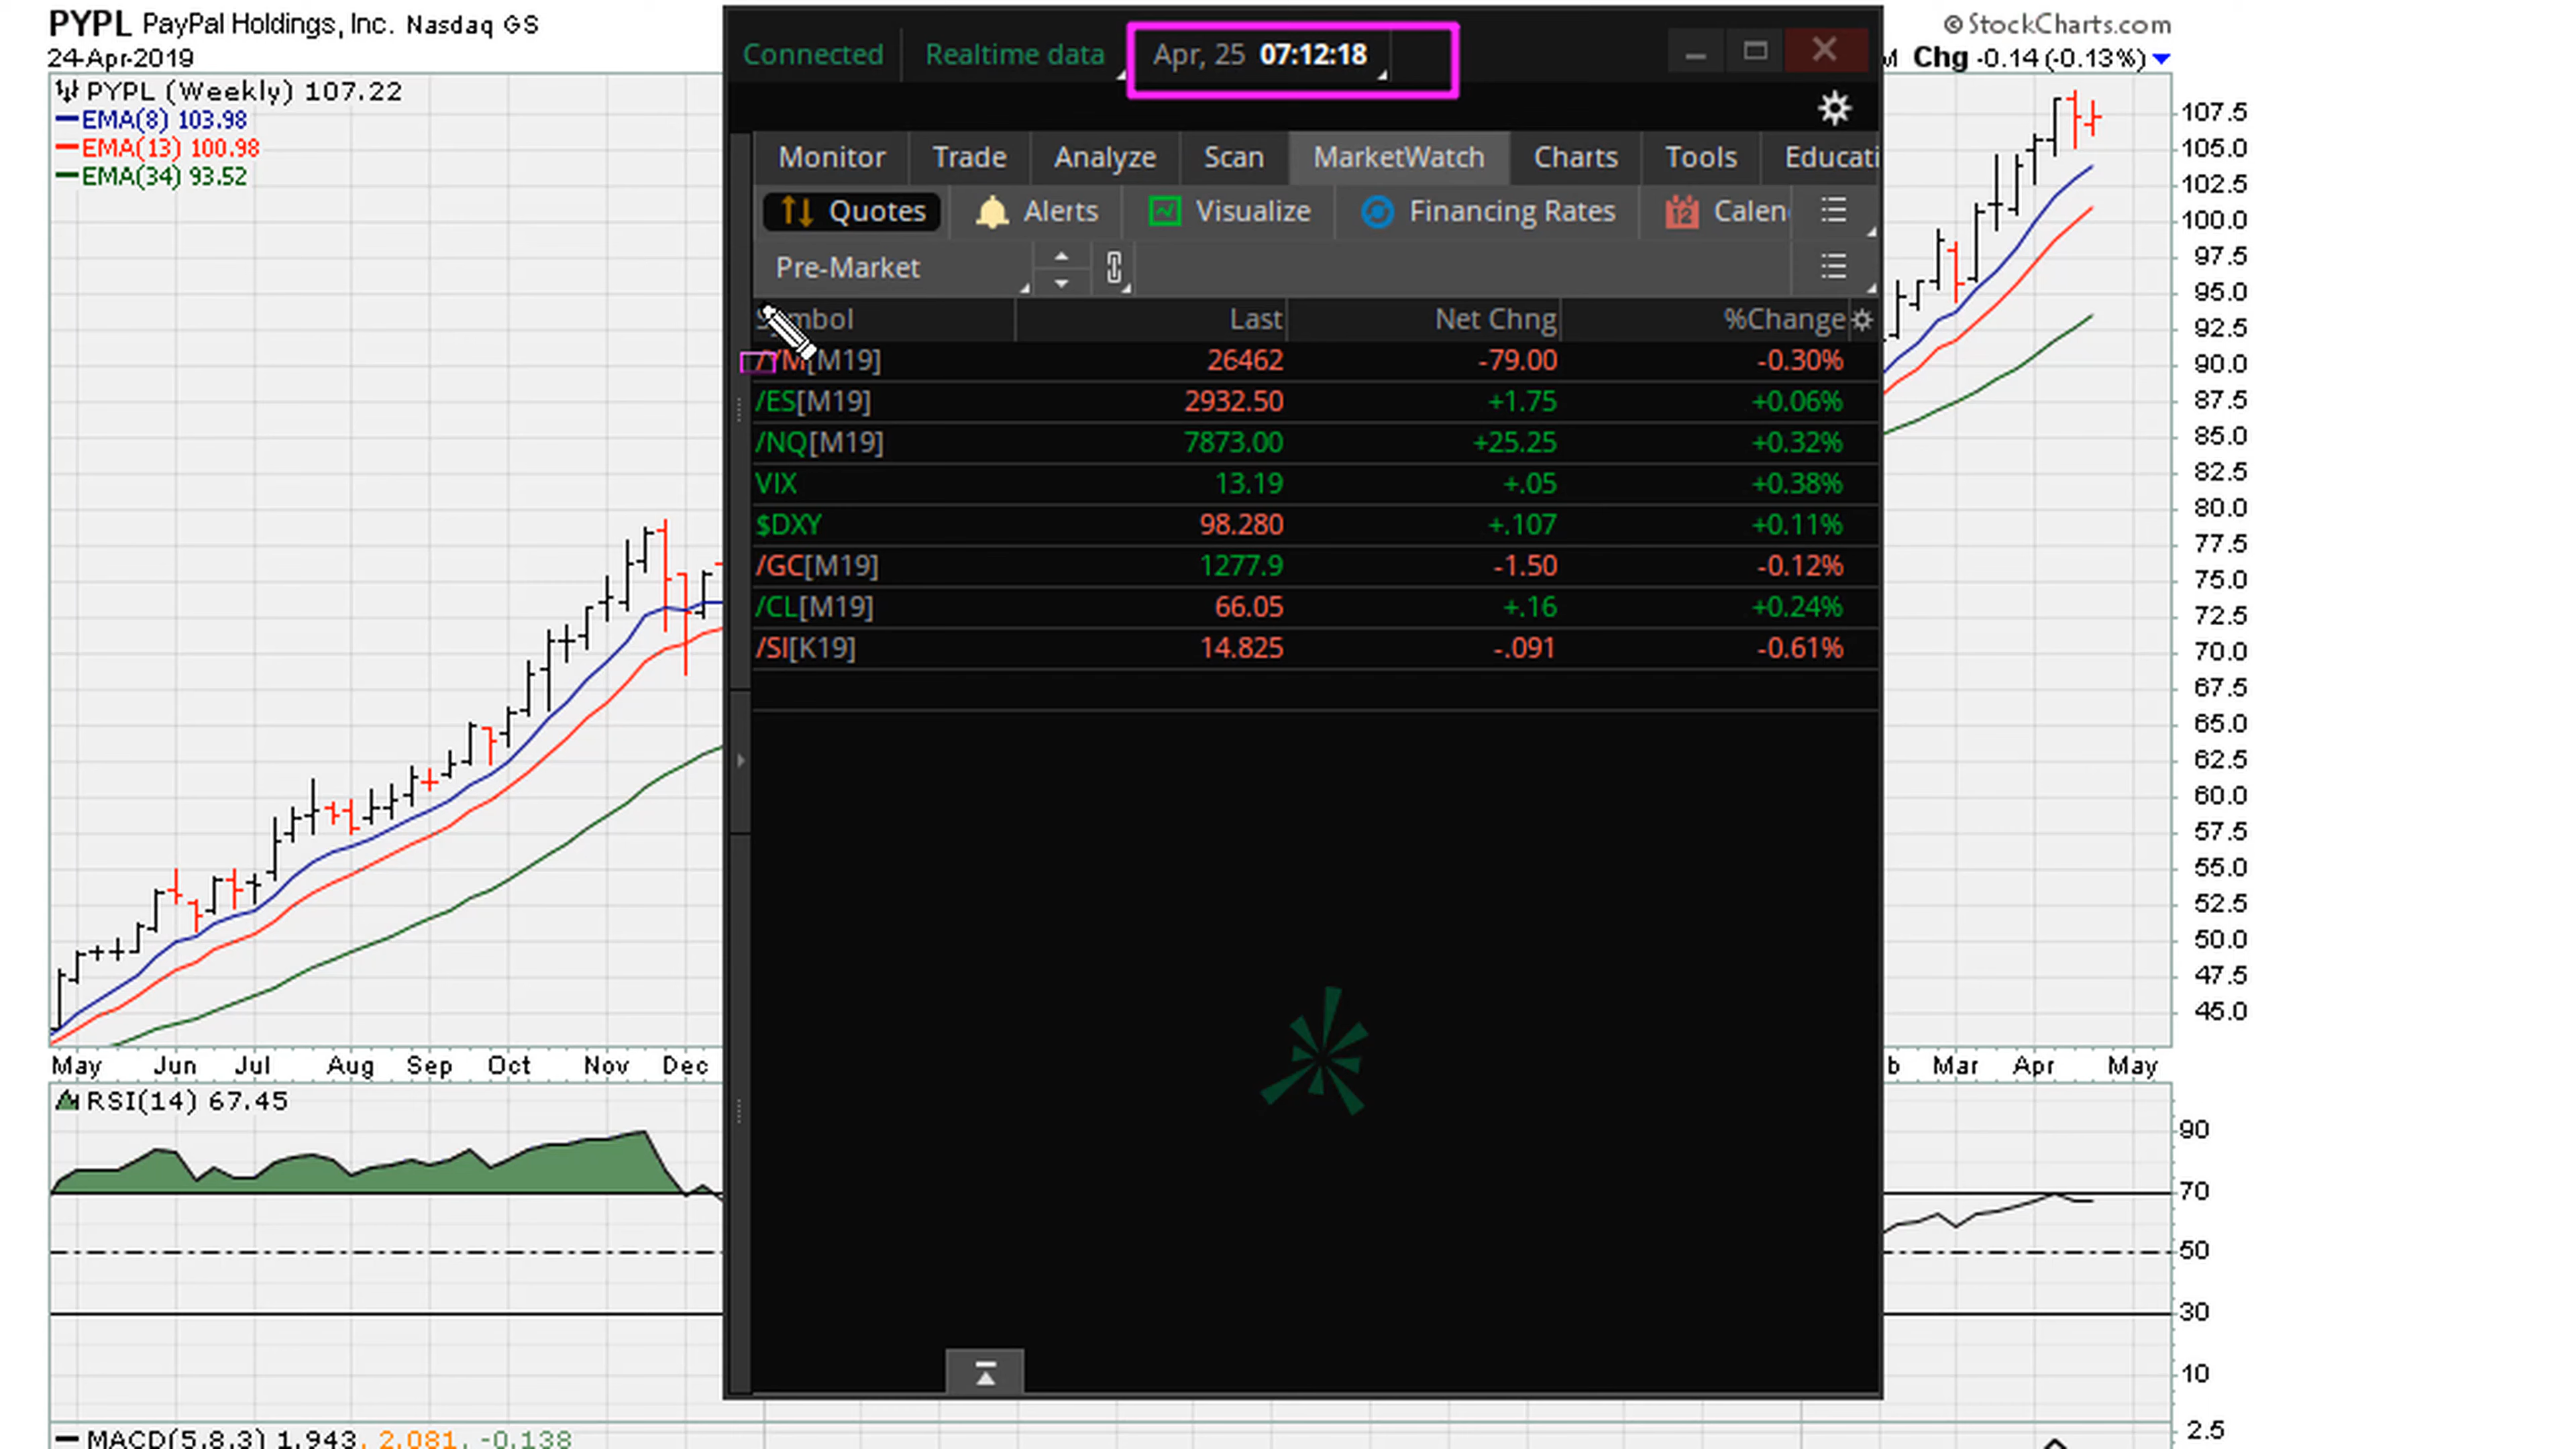 PYPL PayPal Holdings, Inc. Nasdaq GS
© StockCharts.com
24-Apr-2019
Chg -0.14 (-0.13%)
PYPL (Weekly) 107.22
EMA(8) 103.98
EMA(13) 100.98
EMA(34) 93.52
Connected Realtime data Apr, 25 07:12:18
Monitor Trade Analyze Scan MarketWatch Charts Tools Educati
Quotes Alerts Visualize Financing Rates 12 Calen
Pre-Market
Last Net Chng %Change
[M19] 26462 -79.00 -0.30%
/ES[M19] 2932.50 +1.75 +0.06%
/NQ[M19] 7873.00 +25.25 +0.32%
VIX 13.19 +.05 +0.38%
$DXY 98.280 +.107 +0.11%
/GC[M19] 1277.9 -1.50 -0.12%
/CL[M19] 66.05 +.16 +0.24%
/SI[K19] 14.825 -.091 -0.61%
107.5
105.0
102.5
100.0
97.5
95.0
92.5
90.0
87.5
85.0
82.5
80.0
77.5
75.0
72.5
70.0
67.5
65.0
62.5
60.0
57.5
55.0
52.5
50.0
47.5
45.0
May Jun Jul Aug Sep Oct Nov Dec b Mar Apr May
RSI(14) 67.45
90
70
50
30
10
MACD(5,8,3) 1.943, 2.081, -0.138
2.5